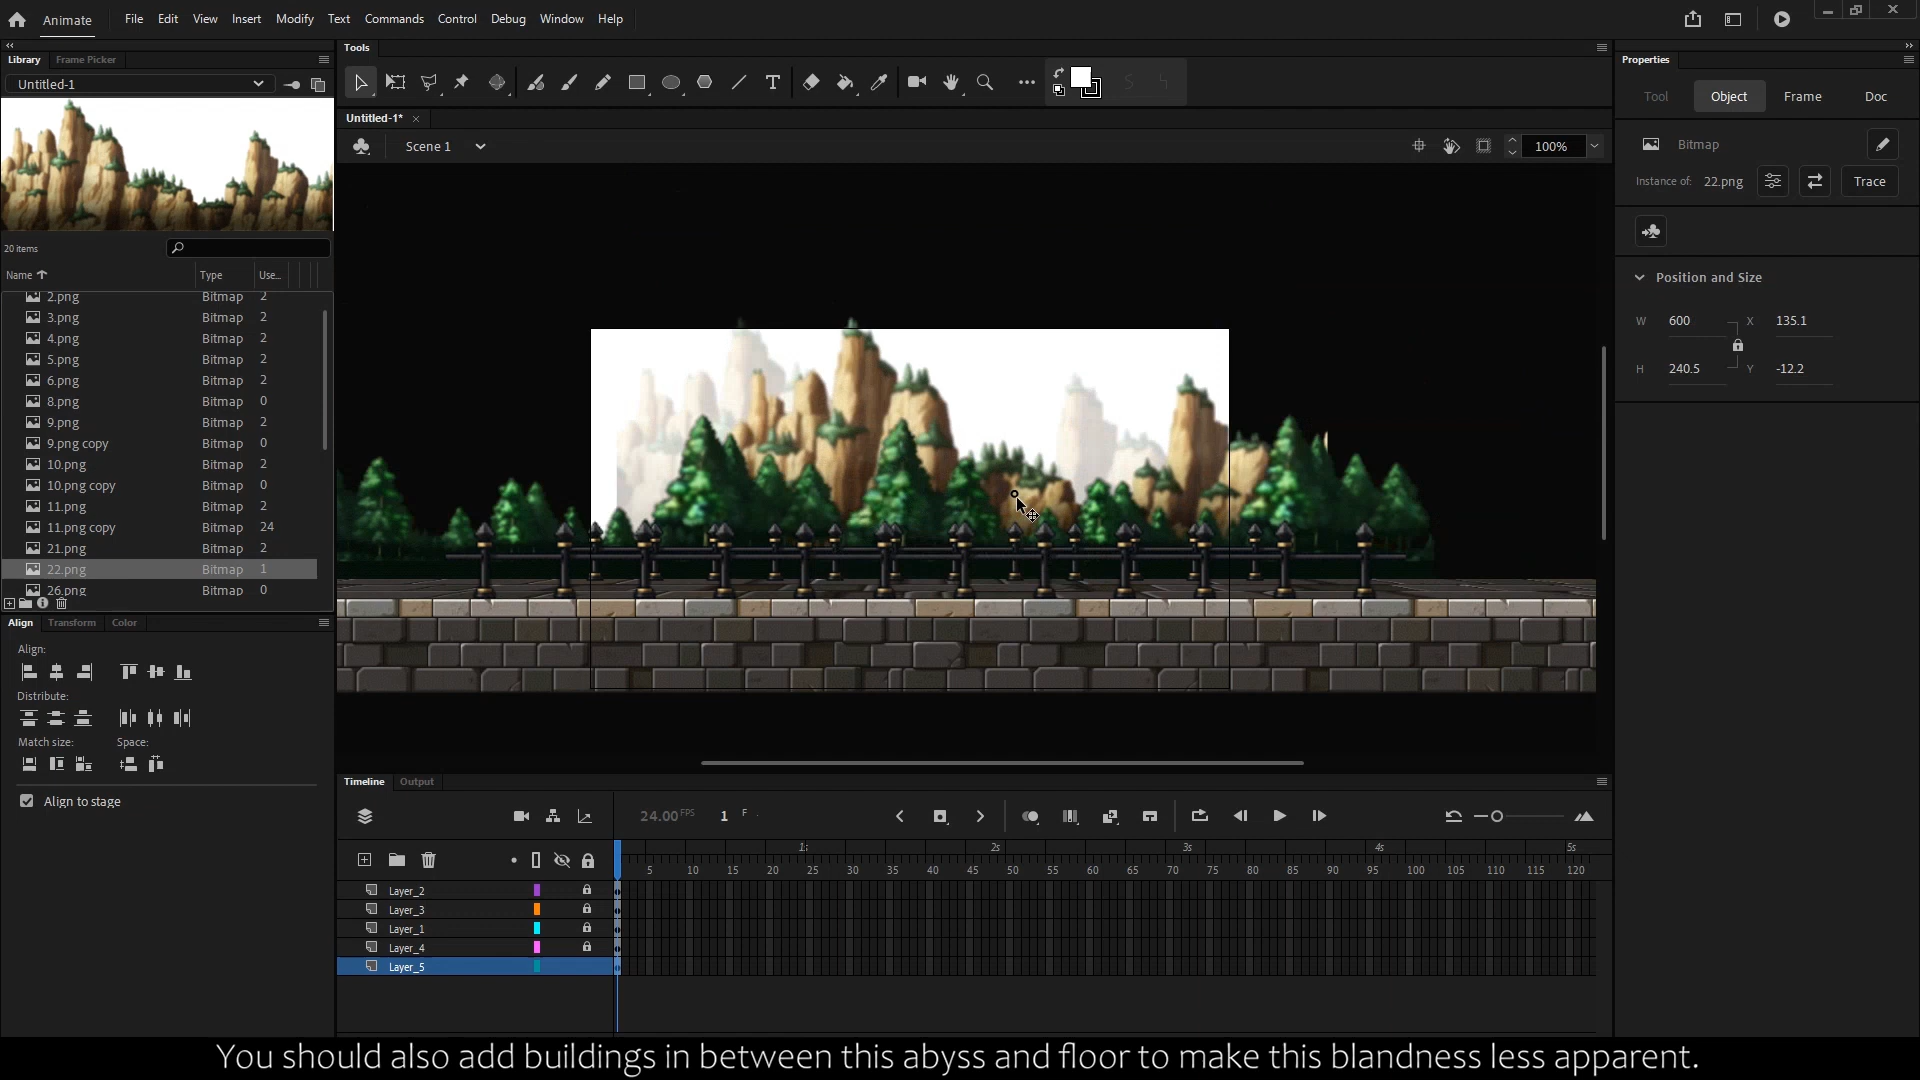 Animate File Edit View Insert Modify Text Commands Control Debug Window Help
Library Frame Picker
Tools
Properties
Untitled-1
Tool Object Frame Doc
Untitled-1*
Scene 1
100%
Bitmap
Instance of: 22.png Trace
20 items
Name Type Use...
Position and Size
2.png Bitmap 2
3.png Bitmap 2
4.png Bitmap 2
5.png Bitmap 2
6.png Bitmap 2
8.png Bitmap 0
9.png Bitmap 2
9.png copy Bitmap 0
10.png Bitmap 2
10.png copy Bitmap 0
11.png Bitmap 2
11.png copy Bitmap 24
21.png Bitmap 2
22.png Bitmap 1
26.png Bitmap 0
W 600 X 135.1
H 240.5 Y -12.2
Align Transform Color
Align:
Distribute:
Match size: Space:
Align to stage
Timeline Output
24.00 FPS 1 F
1s 2s 3s 4s 5s
5 10 15 20 25 30 35 40 45 50 55 60 65 70 75 80 85 90 95 100 105 110 115 120
Layer_2
Layer_3
Layer_1
Layer_4
Layer_5
You should also add buildings in between this abyss and floor to make this blandness less apparent.